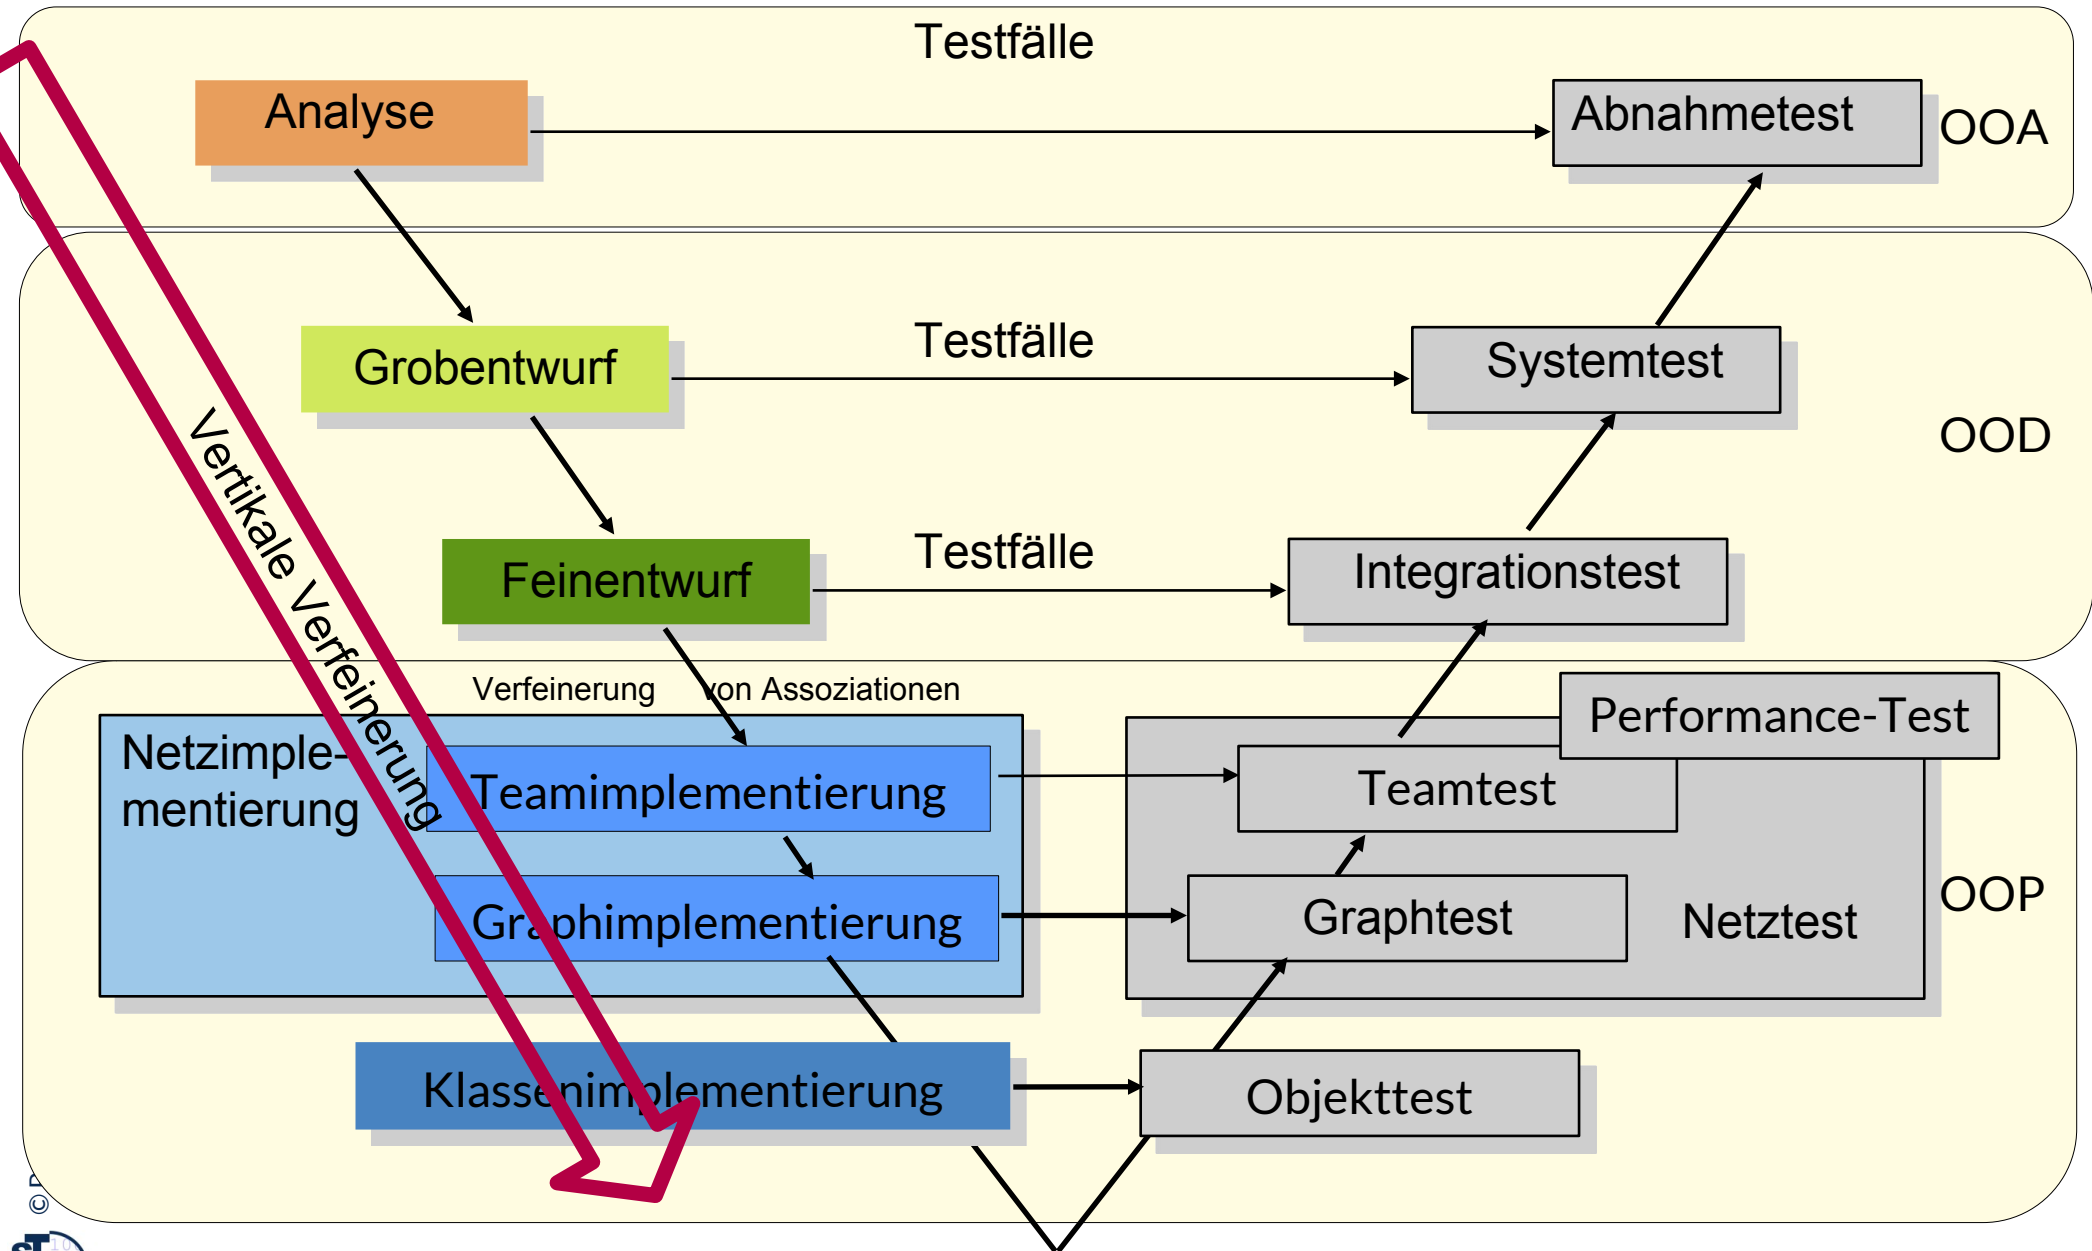 Testfälle
Analyse
Abnahmetest
OOA
Grobentwurf
Testfälle
Systemtest
OOD
Vertikale Verfeinerung
Feinentwurf
Testfälle
Integrationstest
Verfeinerung von Assoziationen
Performance-Test
Netzimple-
mentierung
Teamimplementierung
Teamtest
Graphimplementierung
Graphtest
Netztest
OOP
Klassenimplementierung
Objekttest
©
ST